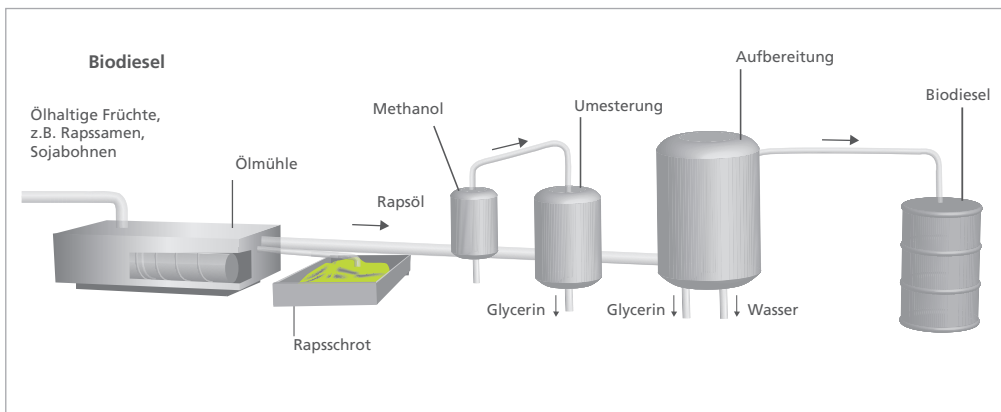 Biodiesel
Ölhaltige Früchte,
z.B. Rapssamen,
Sojabohnen
Ölmühle
Rapsöl
Rapsschrot
Methanol
Umesterung
Glycerin
Aufbereitung
Glycerin
Wasser
Biodiesel